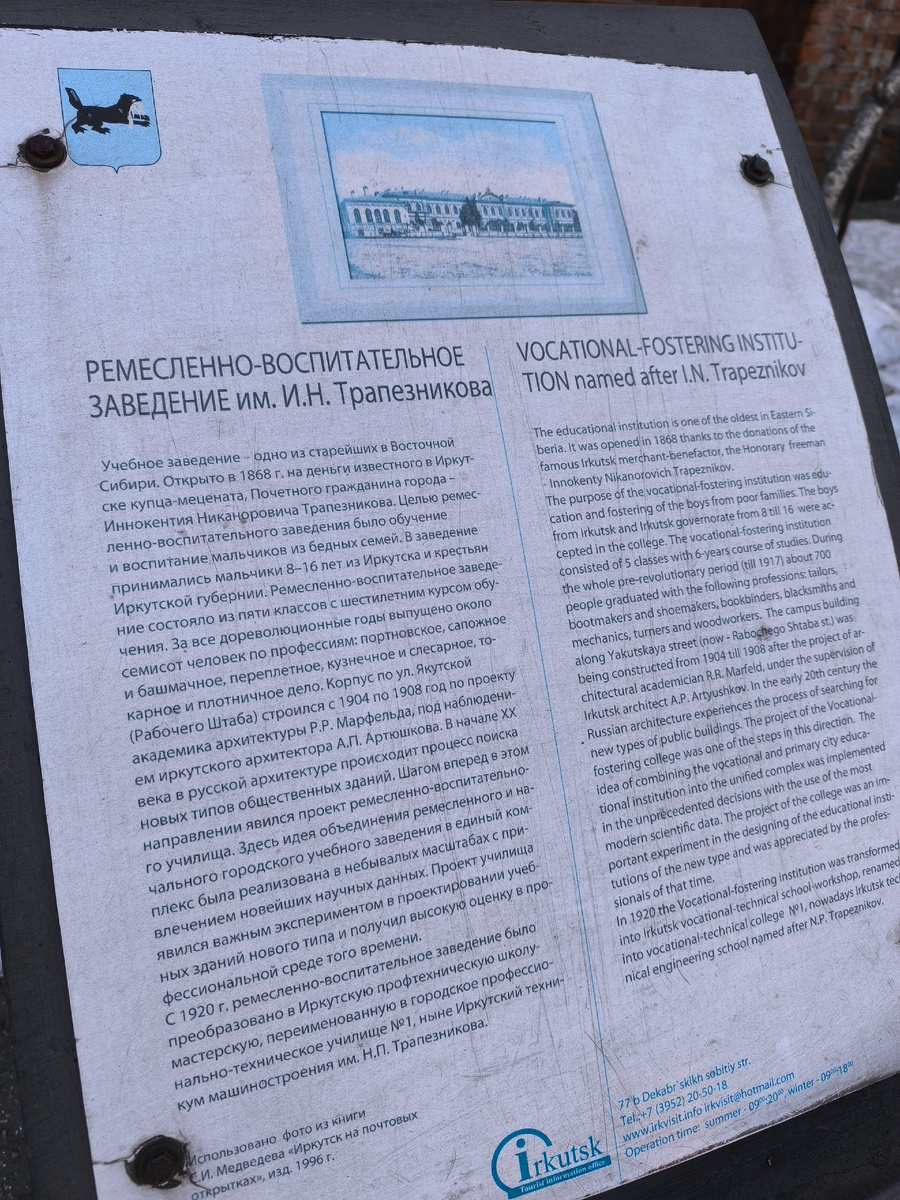 РЕМЕСЛЕННО-ВОСПИТАТЕЛЬНОЕ
ЗАВЕДЕНИЕ им. И.Н. Трапезникова
Учебное заведение – одно из старейших в Восточной
Сибири. Открыто в 1868 г. на деньги известного в Иркут-
ске купца-мецената, Почетного гражданина города –
Иннокентия Никаноровича Трапезникова. Целью ремес-
ленно-воспитательного заведения было обучение
и воспитание мальчиков из бедных семей. В заведение
принимались мальчики 8–16 лет из Иркутска и крестьян
Иркутской губернии. Ремесленно-воспитательное заведе-
ние состояло из пяти классов с шестилетним курсом обу-
чения. За все дореволюционные годы выпущено около
семисот человек по профессиям: портновское, сапожное
и башмачное, переплетное, кузнечное и слесарное, то-
карное и плотничное дело. Корпус по ул. Якутской
(Рабочего Штаба) строился с 1904 по 1908 год по проекту
академика архитектуры Р.Р. Марфельда, под наблюдени-
ем иркутского архитектора А.П. Артюшкова. В начале XX
века в русской архитектуре происходит процесс поиска
новых типов общественных зданий. Шагом вперед в этом
направлении явился проект ремесленно-воспитательно-
го училища. Здесь идея объединения ремесленного и на-
чального городского учебного заведения в единый ком-
плекс была реализована в небывалых масштабах с при-
влечением новейших научных данных. Проект училища
явился важным экспериментом в проектировании учеб-
ных зданий нового типа и получил высокую оценку в про-
фессиональной среде того времени.
С 1920 г. ремесленно-воспитательное заведение было
преобразовано в Иркутскую профтехническую школу-
мастерскую, переименованную в городское профессио-
нально-техническое училище №1, ныне Иркутский техни-
кум машиностроения им. Н.П. Трапезникова.
Использовано фото из книги
С.И. Медведева «Иркутск на почтовых
открытках», изд. 1996 г.
VOCATIONAL-FOSTERING INSTITU-
TION named after I.N. Trapeznikov
The educational institution is one of the oldest in Eastern Si-
beria. It was opened in 1868 thanks to the donations of the
famous Irkutsk merchant-benefactor, the Honorary freeman
- Innokenty Nikanorovich Trapeznikov.
The purpose of the vocational-fostering institution was edu-
cation and fostering of the boys from poor families. The boys
from Irkutsk and Irkutsk governorate from 8 till 16 were ac-
cepted in the college. The vocational-fostering institution
consisted of 5 classes with 6-years course of studies. During
the whole pre-revolutionary period (till 1917) about 700
people graduated with the following professions: tailors,
bootmakers and shoemakers, bookbinders, blacksmiths and
mechanics, turners and woodworkers. The campus building
along Yakutskaya street (now - Rabochego Shtaba st.) was
being constructed from 1904 till 1908 after the project of ar-
chitectural academician R.R. Marfeld, under the supervision of
Irkutsk architect A.P. Artyushkov. In the early 20th century the
Russian architecture experiences the process of searching for
new types of public buildings. The project of the Vocational-
fostering college was one of the steps in this direction. The
idea of combining the vocational and primary city educa-
tional institution into the unified complex was implemented
in the unprecedented decisions with the use of the most
modern scientific data. The project of the college was an im-
portant experiment in the designing of the educational insti-
tutions of the new type and was appreciated by the profes-
sionals of that time.
In 1920 the Vocational-fostering institution was transformed
into Irkutsk vocational-technical school-workshop, renamed
into vocational-technical college №1, nowadays Irkutsk tech
nical engineering school named after N.P. Trapeznikov.
Irkutsk
Tourist information office
77 b Dekabr`skikh sobitiy str.
Tel.:+7 (3952) 20-50-18
www.irkvisit.info irkvisit@hotmail.com
Operation time: summer - 09⁰⁰-20⁰⁰, winter - 09⁰⁰-18⁰⁰